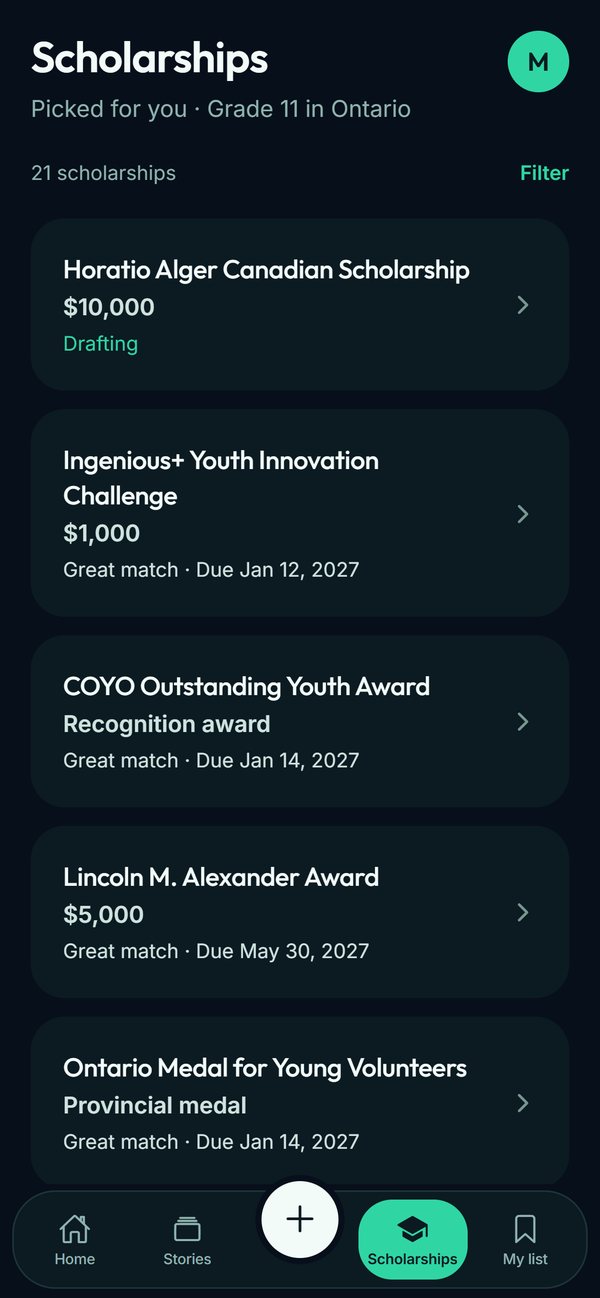 Scholarships
M
Picked for you · Grade 11 in Ontario
21 scholarships
Filter
Horatio Alger Canadian Scholarship
$10,000
Drafting
Ingenious+ Youth Innovation
Challenge
$1,000
Great match · Due Jan 12, 2027
COYO Outstanding Youth Award
Recognition award
Great match · Due Jan 14, 2027
Lincoln M. Alexander Award
$5,000
Great match · Due May 30, 2027
Ontario Medal for Young Volunteers
Provincial medal
Great match · Due Jan 14, 2027
Home
Stories
Scholarships
My list